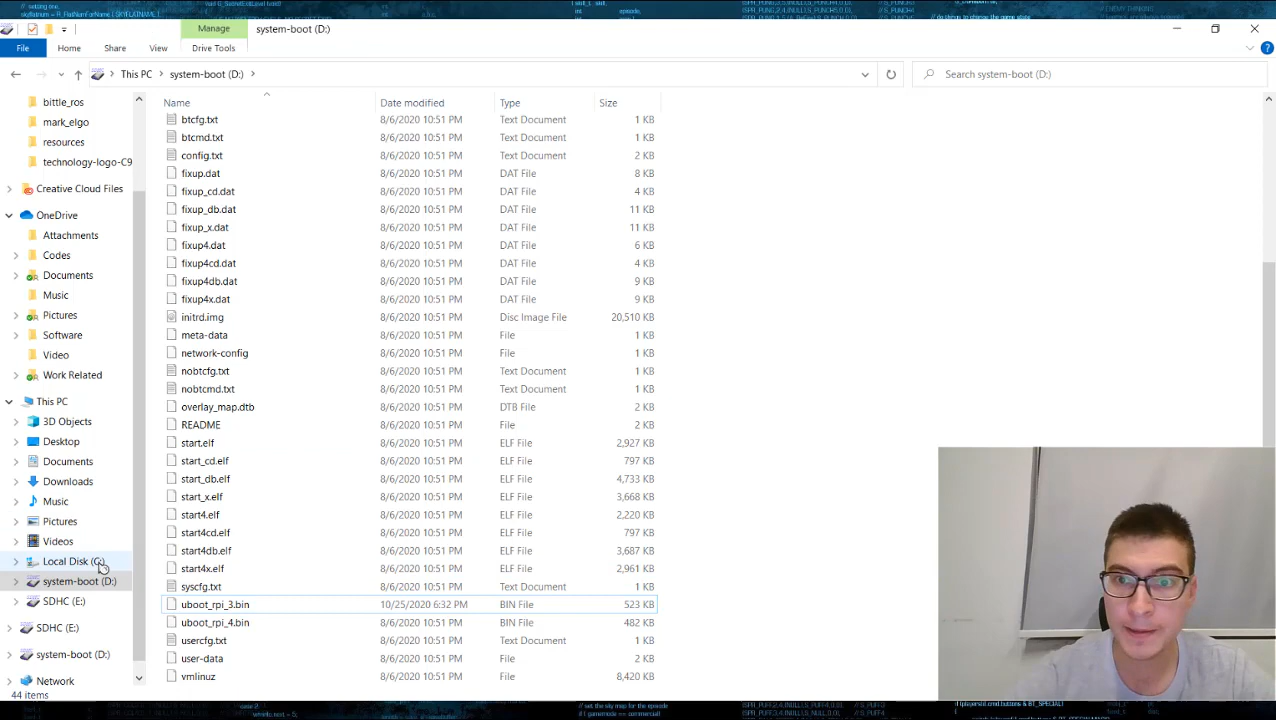 Manage
system-boot (D:)
File
Home
Share
View
Drive Tools
This PC
system-boot (D:)
Search system-boot (D:)
bittle_ros
mark_elgo
resources
technology-logo-C9
Creative Cloud Files
OneDrive
Attachments
Codes
Documents
Music
Pictures
Software
Video
Work Related
This PC
3D Objects
Desktop
Documents
Downloads
Music
Pictures
Videos
Local Disk (C:)
system-boot (D:)
SDHC (E:)
SDHC (E:)
system-boot (D:)
Network
Name Date modified Type Size
btcfg.txt 8/6/2020 10:51 PM Text Document 1 KB
btcmd.txt 8/6/2020 10:51 PM Text Document 1 KB
config.txt 8/6/2020 10:51 PM Text Document 2 KB
fixup.dat 8/6/2020 10:51 PM DAT File 8 KB
fixup_cd.dat 8/6/2020 10:51 PM DAT File 4 KB
fixup_db.dat 8/6/2020 10:51 PM DAT File 11 KB
fixup_x.dat 8/6/2020 10:51 PM DAT File 11 KB
fixup4.dat 8/6/2020 10:51 PM DAT File 6 KB
fixup4cd.dat 8/6/2020 10:51 PM DAT File 4 KB
fixup4db.dat 8/6/2020 10:51 PM DAT File 9 KB
fixup4x.dat 8/6/2020 10:51 PM DAT File 9 KB
initrd.img 8/6/2020 10:51 PM Disc Image File 20,510 KB
meta-data 8/6/2020 10:51 PM File 1 KB
network-config 8/6/2020 10:51 PM File 1 KB
nobtcfg.txt 8/6/2020 10:51 PM Text Document 1 KB
nobtcmd.txt 8/6/2020 10:51 PM Text Document 1 KB
overlay_map.dtb 8/6/2020 10:51 PM DTB File 2 KB
README 8/6/2020 10:51 PM File 2 KB
start.elf 8/6/2020 10:51 PM ELF File 2,927 KB
start_cd.elf 8/6/2020 10:51 PM ELF File 797 KB
start_db.elf 8/6/2020 10:51 PM ELF File 4,733 KB
start_x.elf 8/6/2020 10:51 PM ELF File 3,668 KB
start4.elf 8/6/2020 10:51 PM ELF File 2,220 KB
start4cd.elf 8/6/2020 10:51 PM ELF File 797 KB
start4db.elf 8/6/2020 10:51 PM ELF File 3,687 KB
start4x.elf 8/6/2020 10:51 PM ELF File 2,961 KB
syscfg.txt 8/6/2020 10:51 PM Text Document 1 KB
uboot_rpi_3.bin 10/25/2020 6:32 PM BIN File 523 KB
uboot_rpi_4.bin 8/6/2020 10:51 PM BIN File 482 KB
usercfg.txt 8/6/2020 10:51 PM Text Document 1 KB
user-data 8/6/2020 10:51 PM File 2 KB
vmlinuz 8/6/2020 10:51 PM File 8,420 KB
44 items